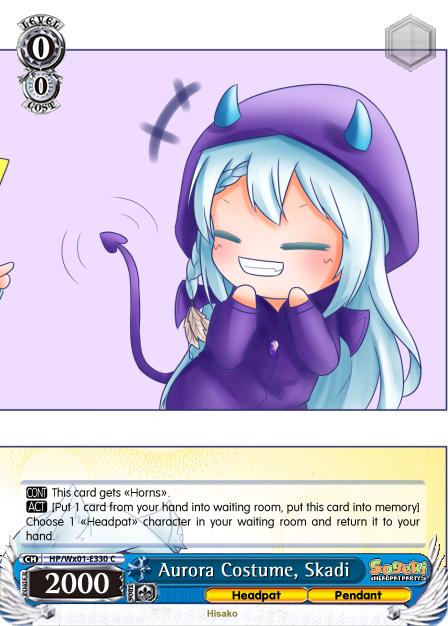 LEVEL
0
0
COST
CONT This card gets «Horns».
ACT [Put 1 card from your hand into waiting room, put this card into memory]
Choose 1 «Headpat» character in your waiting room and return it to your
hand.
CH HP/Wx01-E330 C
POWER 2000 SOUL Aurora Costume, Skadi
Headpat Pendant
Hisako